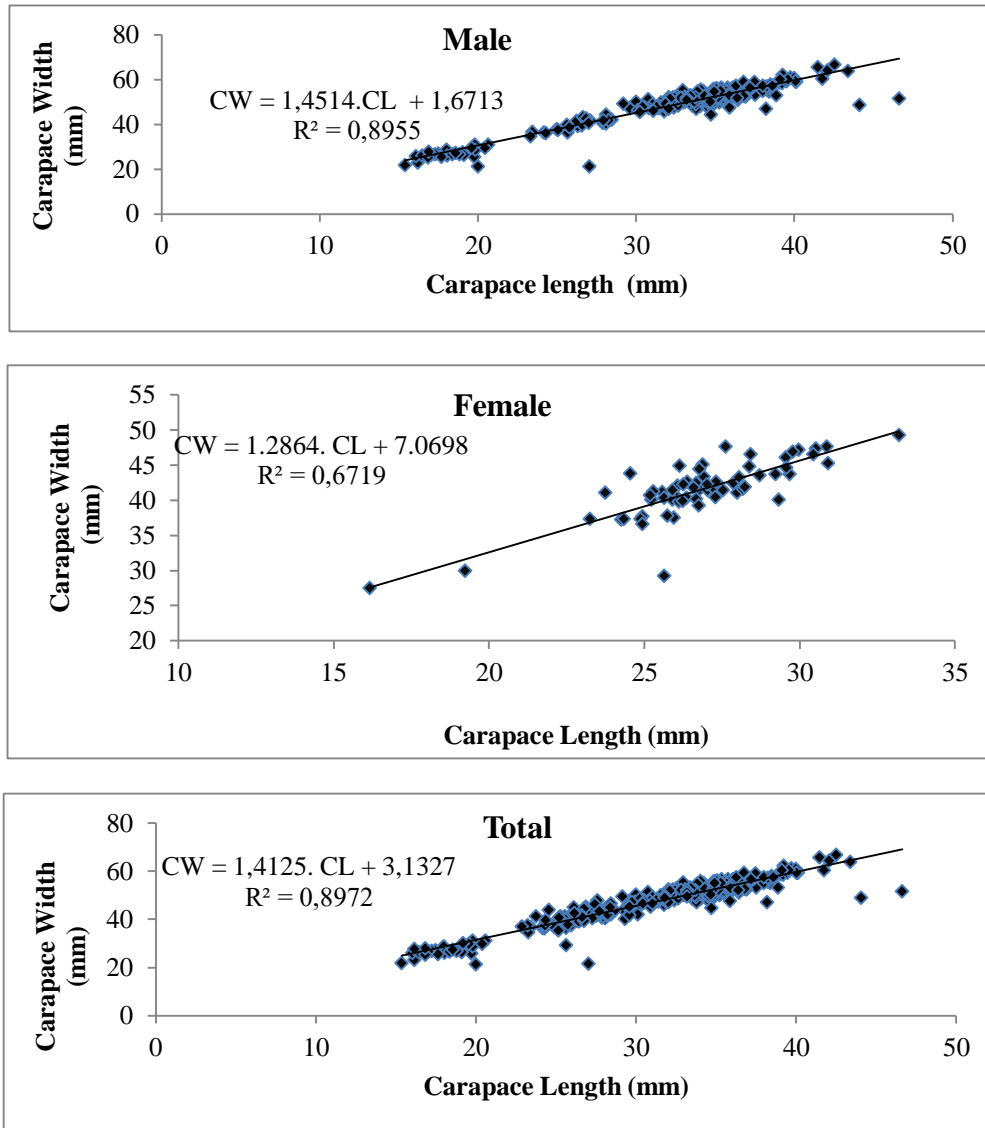 Male
CW = 1,4514.CL + 1,6713
R² = 0,8955
Carapace Width
(mm)
80
60
40
20
0
0 10 20 30 40 50
Carapace length (mm)
Female
CW = 1.2864. CL + 7.0698
R² = 0,6719
Carapace Width
(mm)
55
50
45
40
35
30
25
20
10 15 20 25 30 35
Carapace Length (mm)
Total
CW = 1,4125. CL + 3,1327
R² = 0,8972
Carapace Width
(mm)
80
60
40
20
0
0 10 20 30 40 50
Carapace Length (mm)